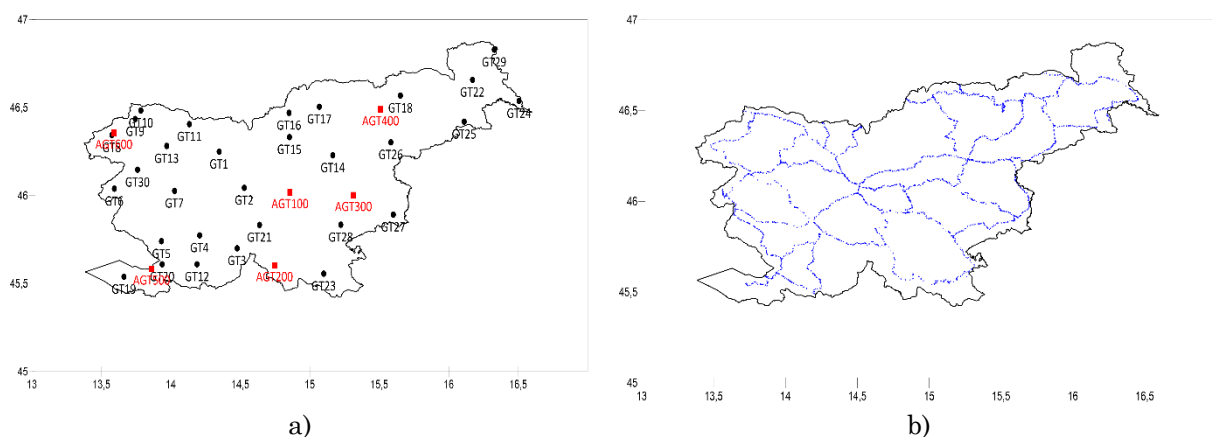 47
GT29
GT22
46,5
GT18
GT24
GT10
GT17
GT16
AGT400
GT9
GT11
GT25
GT8
AGT600
GT15
GT26
GT13
GT1
GT14
GT30
46
GT6
GT7
GT2
AGT100
AGT300
GT27
GT21
GT28
GT5
GT4
GT3
GT20
GT12
AGT500
AGT200
GT19
GT23
45,5
45
13
13,5
14
14,5
15
15,5
16
16,5
a)
47
46,5
46
45,5
45
13
13,5
14
14,5
15
15,5
16
16,5
b)